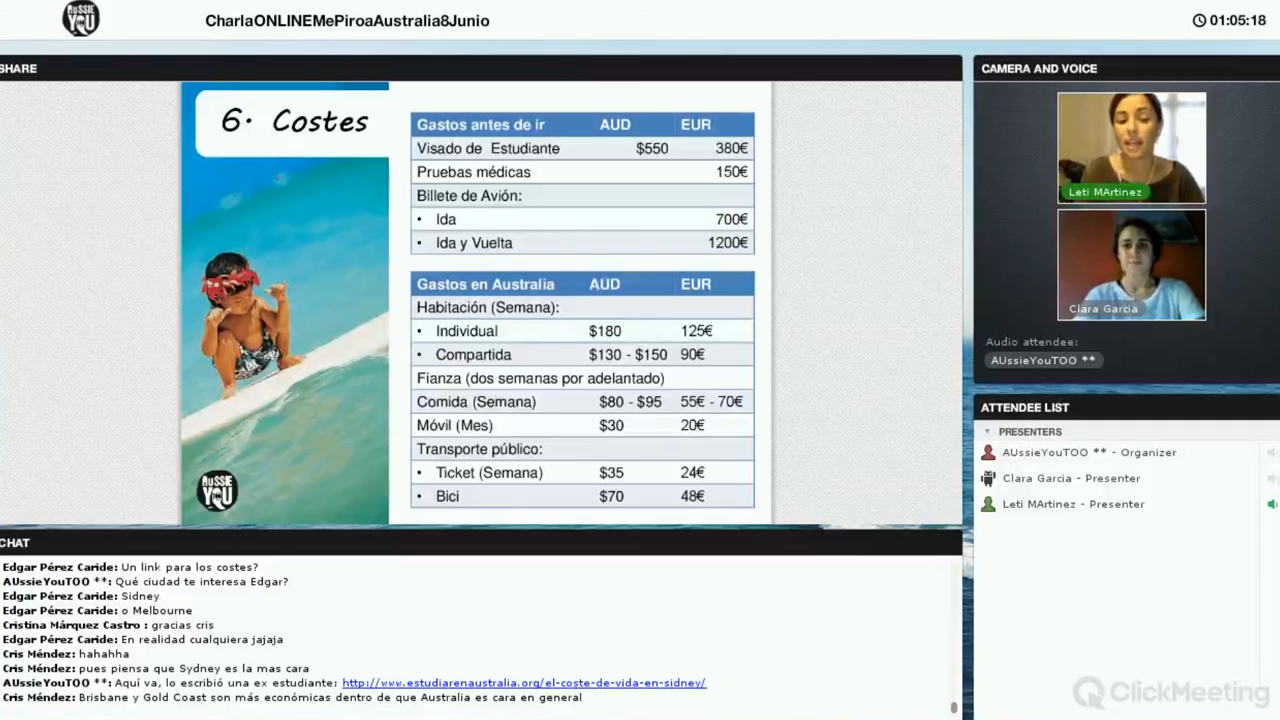 AUSSIE
YOU
TOO
CharlaONLINEMePiroaAustralia8Junio
01:05:18
SHARE
6. Costes
Gastos antes de ir AUD EUR
Visado de Estudiante $550 380€
Pruebas médicas 150€
Billete de Avión:
• Ida 700€
• Ida y Vuelta 1200€
Gastos en Australia AUD EUR
Habitación (Semana):
• Individual $180 125€
• Compartida $130 - $150 90€
Fianza (dos semanas por adelantado)
Comida (Semana) $80 - $95 55€ - 70€
Móvil (Mes) $30 20€
Transporte público:
• Ticket (Semana) $35 24€
• Bici $70 48€
AUSSIE
YOU
TOO
CAMERA AND VOICE
Leti MArtinez
Clara Garcia
Audio attendee:
AUssieYouTOO **
ATTENDEE LIST
PRESENTERS
AUssieYouTOO ** - Organizer
Clara Garcia - Presenter
Leti MArtinez - Presenter
CHAT
Edgar Pérez Caride: Un link para los costes?
AUssieYouTOO **: Qué ciudad te interesa Edgar?
Edgar Pérez Caride: Sidney
Edgar Pérez Caride: o Melbourne
Cristina Márquez Castro : gracias cris
Edgar Pérez Caride: En realidad cualquiera jajaja
Cris Méndez: hahahha
Cris Méndez: pues piensa que Sydney es la mas cara
AUssieYouTOO **: Aquí va, lo escribió una ex estudiante: http://www.estudiarenaustralia.org/el-coste-de-vida-en-sidney/
Cris Méndez: Brisbane y Gold Coast son más económicas dentro de que Australia es cara en general
ClickMeeting